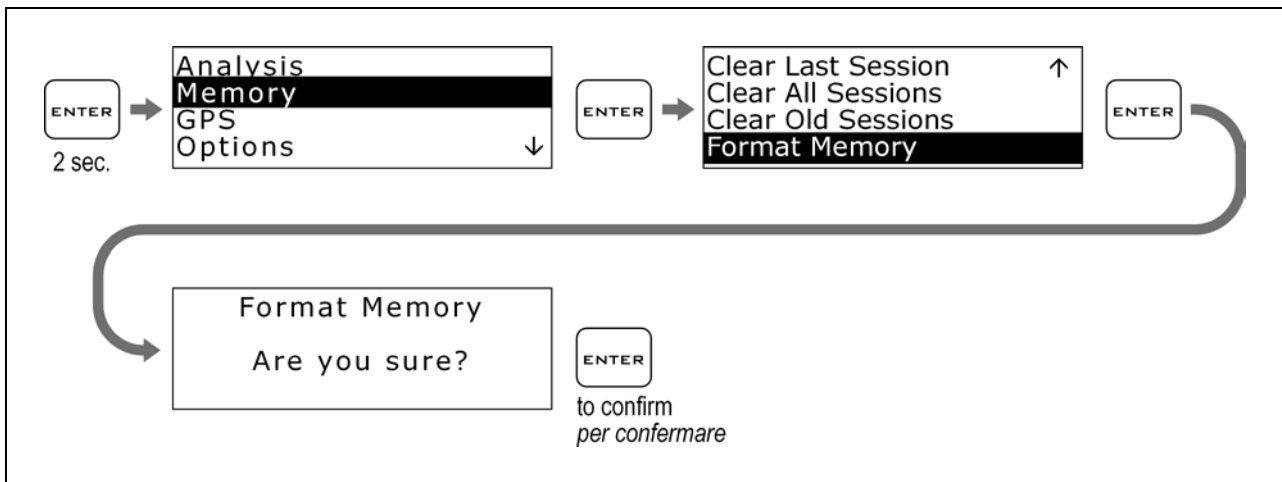 ENTER
2 sec.
Analysis
Memory
GPS
Options ↓
ENTER
Clear Last Session ↑
Clear All Sessions
Clear Old Sessions
Format Memory
ENTER
Format Memory
Are you sure?
ENTER
to confirm
per confermare